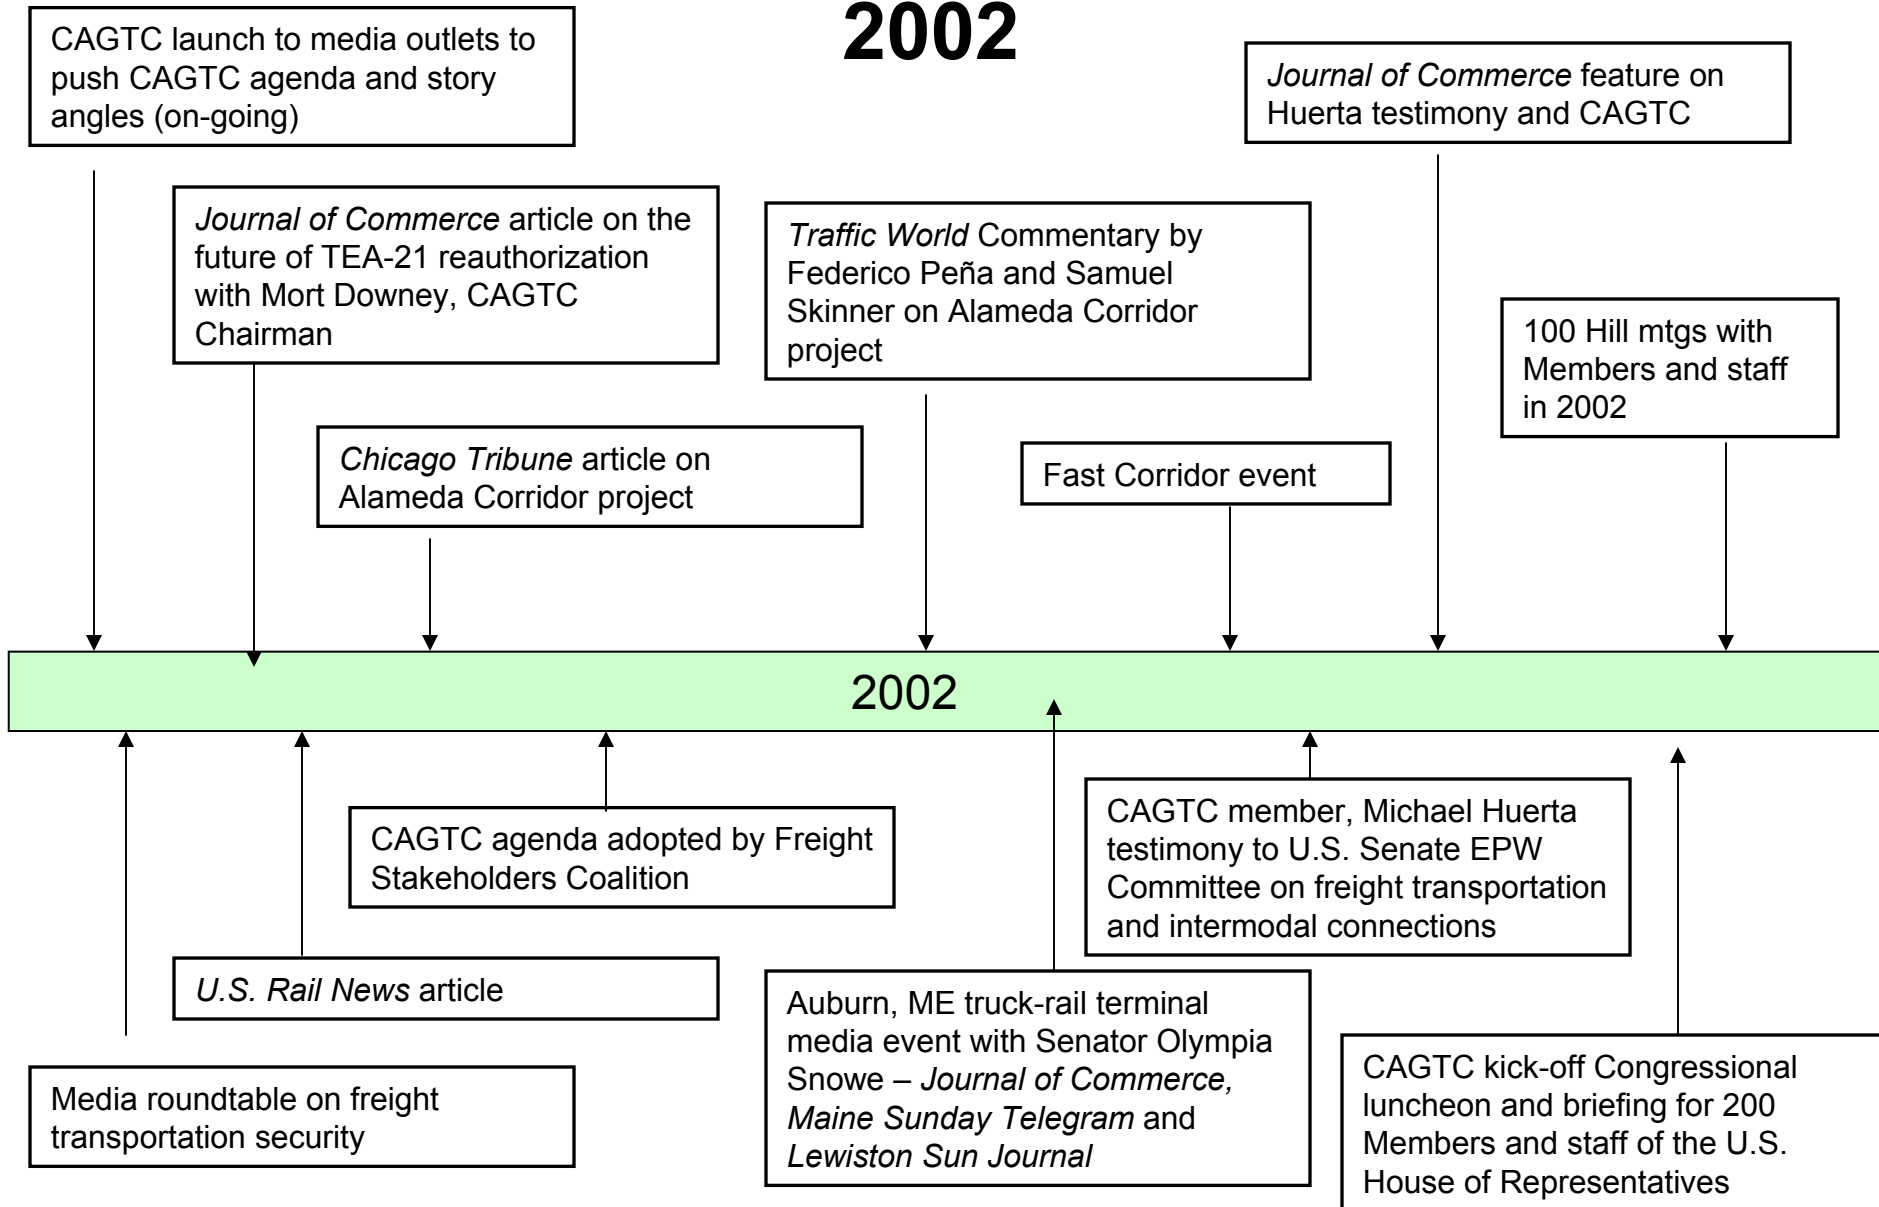 2002
CAGTC launch to media outlets to
push CAGTC agenda and story
angles (on-going)
Journal of Commerce feature on
Huerta testimony and CAGTC
Journal of Commerce article on the
future of TEA-21 reauthorization
with Mort Downey, CAGTC
Chairman
Traffic World Commentary by
Federico Peña and Samuel
Skinner on Alameda Corridor
project
100 Hill mtgs with
Members and staff
in 2002
Chicago Tribune article on
Alameda Corridor project
Fast Corridor event
2002
CAGTC agenda adopted by Freight
Stakeholders Coalition
CAGTC member, Michael Huerta
testimony to U.S. Senate EPW
Committee on freight transportation
and intermodal connections
U.S. Rail News article
Auburn, ME truck-rail terminal
media event with Senator Olympia
Snowe – Journal of Commerce,
Maine Sunday Telegram and
Lewiston Sun Journal
Media roundtable on freight
transportation security
CAGTC kick-off Congressional
luncheon and briefing for 200
Members and staff of the U.S.
House of Representatives